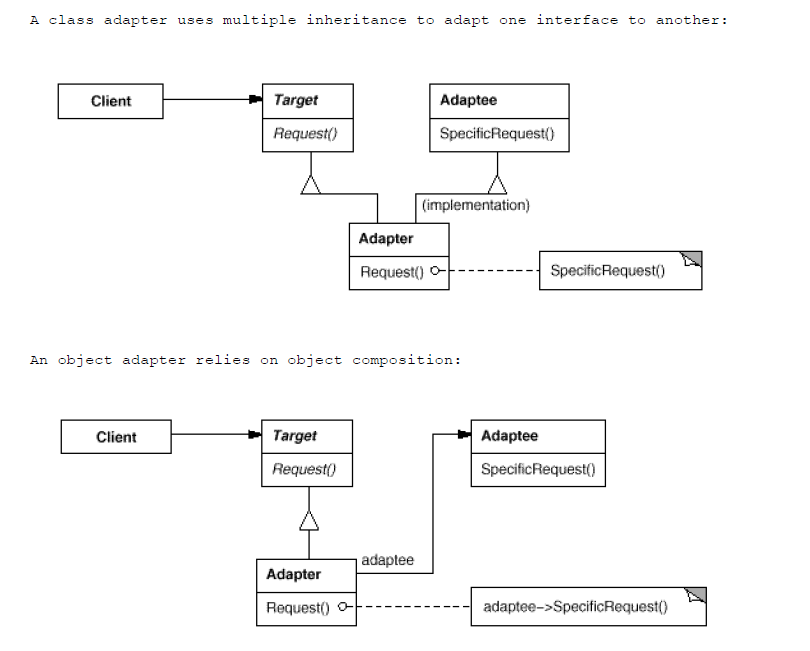 A class adapter uses multiple inheritance to adapt one interface to another:
Client
Target
Request()
Adaptee
SpecificRequest()
(implementation)
Adapter
Request()
SpecificRequest()
An object adapter relies on object composition:
Client
Target
Request()
Adaptee
SpecificRequest()
adaptee
Adapter
Request()
adaptee->SpecificRequest()